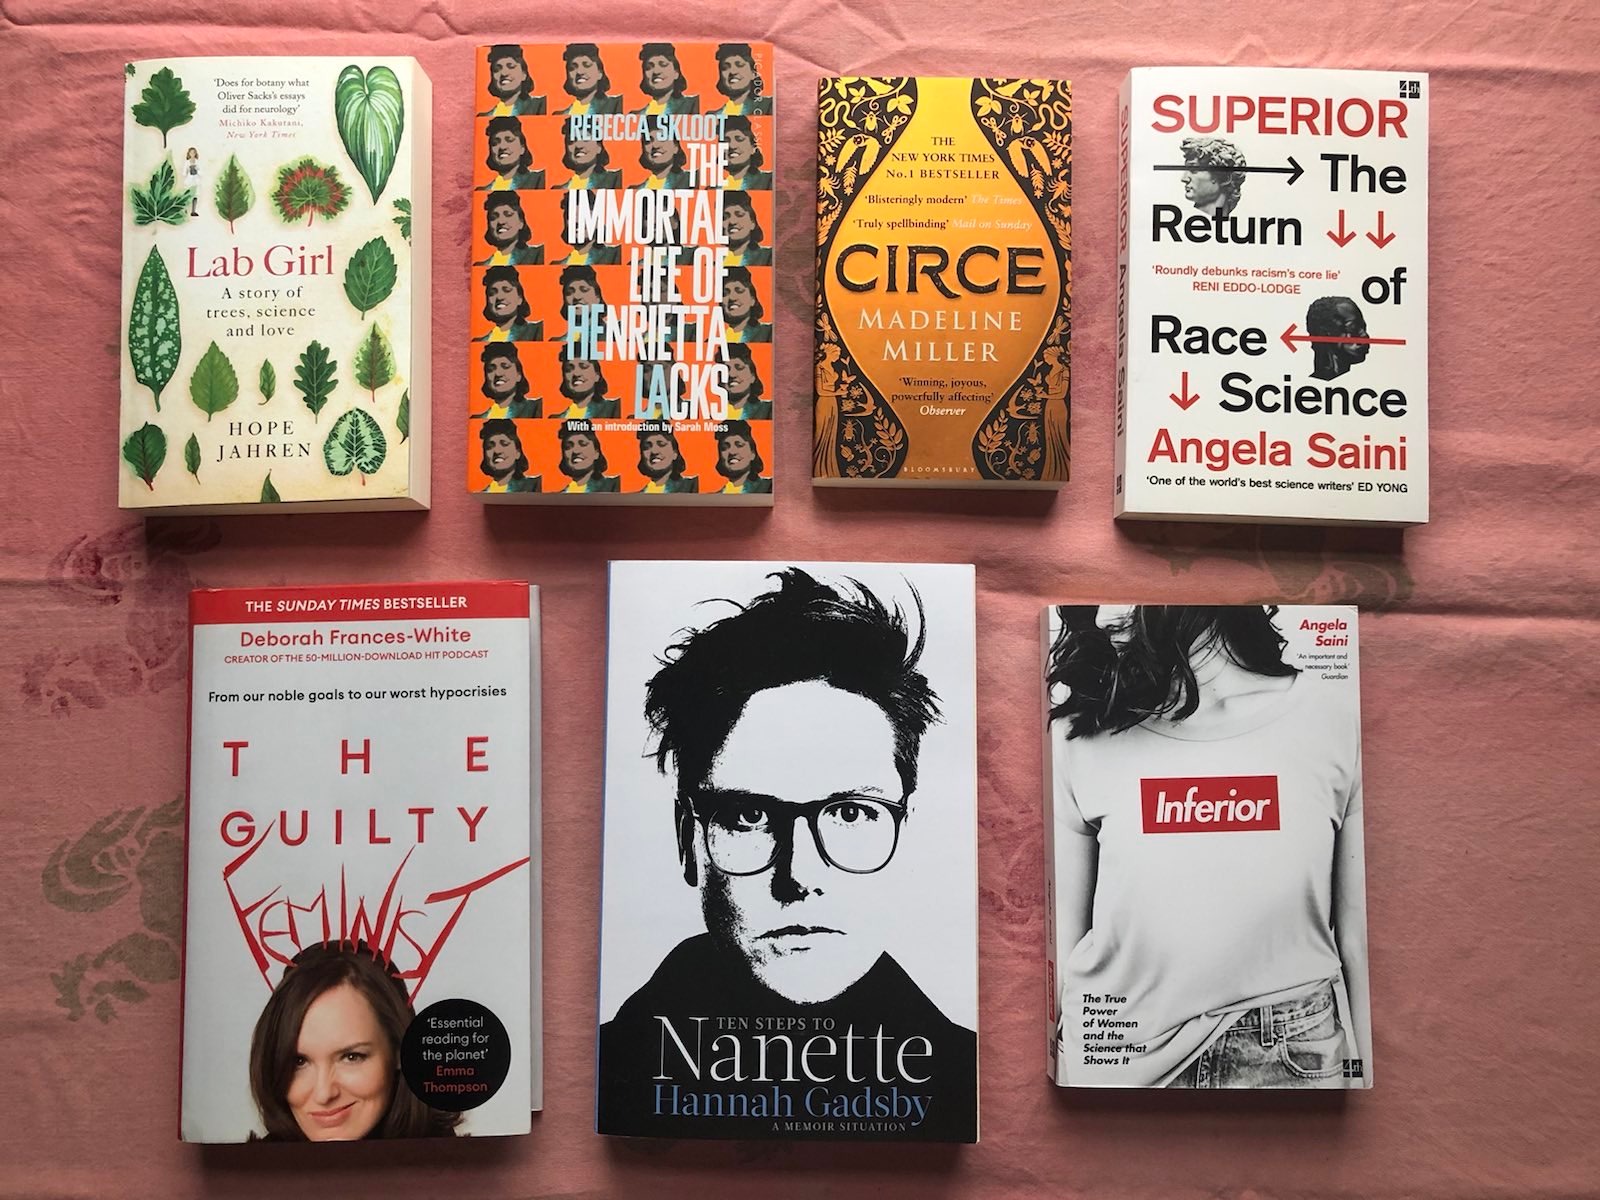 'Does for botany what
Oliver Sacks's essays
did for neurology'
Michiko Kakutani,
New York Times
Lab Girl
A story of
trees, science
and love
HOPE
JAHREN
PICADOR CLASSIC
REBECCA SKLOOT
THE
IMMORTAL
LIFE OF
HENRIETTA
LACKS
With an introduction by Sarah Moss
THE
NEW YORK TIMES
No.1 BESTSELLER
'Blisteringly modern' The Times
'Truly spellbinding' Mail on Sunday
CIRCE
MADELINE
MILLER
'Winning, joyous,
powerfully affecting'
Observer
BLOOMSBURY
SUPERIOR Angela Saini
4th
SUPERIOR
The
Return
'Roundly debunks racism's core lie'
RENI EDDO-LODGE
of
Race
Science
Angela Saini
'One of the world's best science writers' ED YONG
THE SUNDAY TIMES BESTSELLER
Deborah Frances-White
CREATOR OF THE 50-MILLION-DOWNLOAD HIT PODCAST
From our noble goals to our worst hypocrisies
THE
GUILTY
FEMINIST
'Essential
reading for
the planet'
Emma
Thompson
TEN STEPS TO
Nanette
Hannah Gadsby
A MEMOIR SITUATION
Angela
Saini
'An important and
necessary book'
Guardian
Inferior
The True
Power
of Women
and the
Science that
Shows It
4th